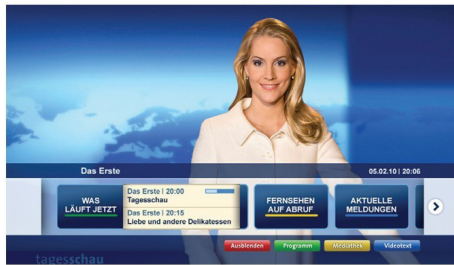 Das Erste
05.02.10 | 20:06
WAS
LÄUFT JETZT
Das Erste | 20:00
Tagesschau
Das Erste | 20:15
Liebe und andere Delikatessen
FERNSEHEN
AUF ABRUF
AKTUELLE
MELDUNGEN
Ausblenden
Programm
Mediathek
Videotext
tagesschau